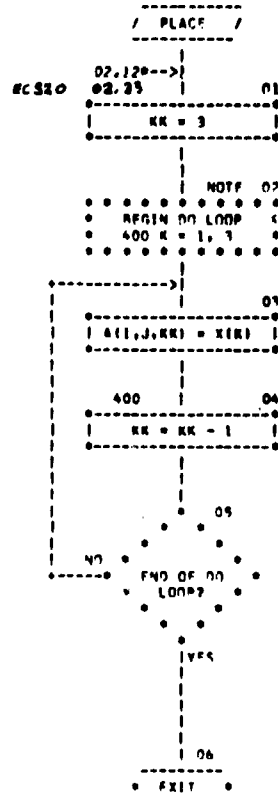 / PLACE /
02.12*-->
ECS20 02.23 01
KK = 3
NOTE 02
BEGIN DO LOOP
400 K = 1, 3
03
A(I,J,KK) = X(K)
400 04
KK = KK - 1
05
NO
END OF DO
LOOP?
YES
06
* EXIT *